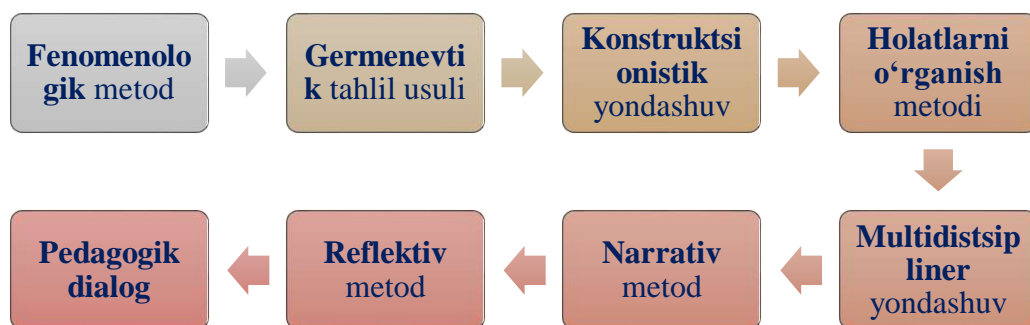 Fenomenolo
gik metod
Germenevti
k tahlil usuli
Konstruktsi
onistik
yondashuv
Holatlarni
o‘rganish
metodi
Multidistsip
liner
yondashuv
Narrativ
metod
Reflektiv
metod
Pedagogik
dialog